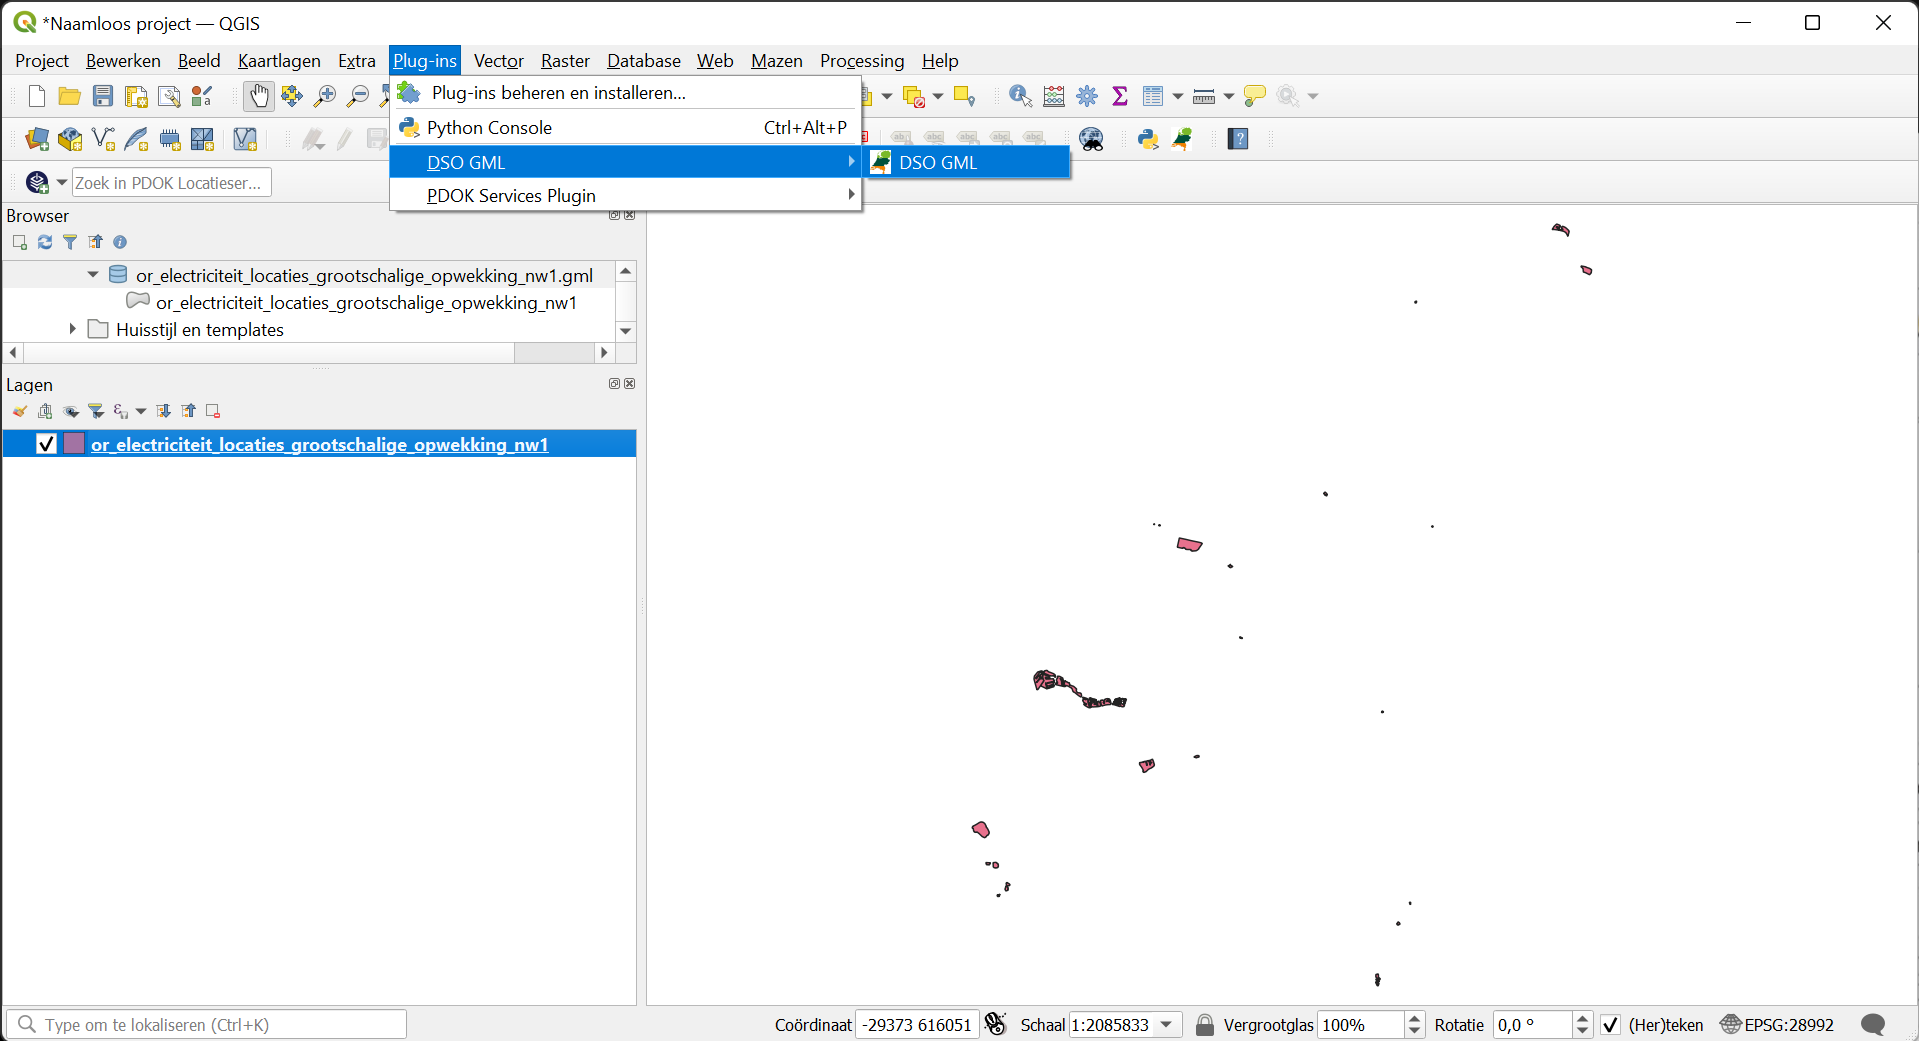 *Naamloos project — QGIS
Project Bewerken Beeld Kaartlagen Extra Plug-ins Vector Raster Database Web Mazen Processing Help
Plug-ins beheren en installeren...
Python Console Ctrl+Alt+P
DSO GML
DSO GML
PDOK Services Plugin
Zoek in PDOK Locatieser...
Browser
or_electriciteit_locaties_grootschalige_opwekking_nw1.gml
or_electriciteit_locaties_grootschalige_opwekking_nw1
Huisstijl en templates
Lagen
or_electriciteit_locaties_grootschalige_opwekking_nw1
Type om te lokaliseren (Ctrl+K)
Coördinaat -29373 616051 Schaal 1:2085833 Vergrootglas 100% Rotatie 0,0 ° (Her)teken EPSG:28992